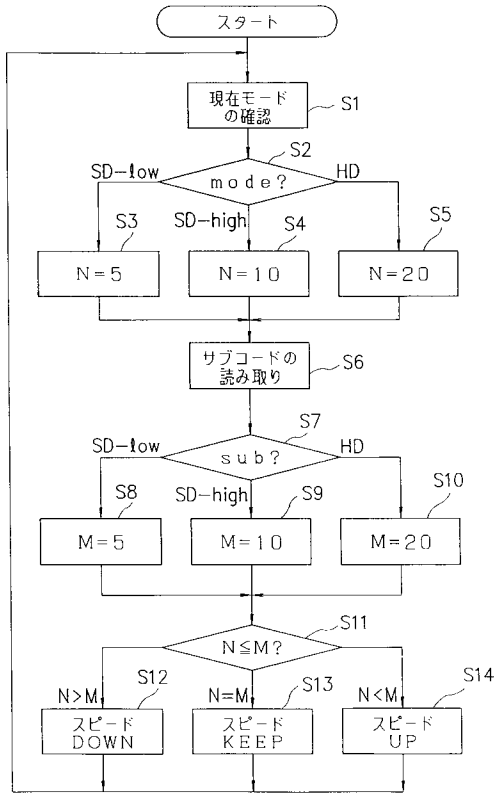 スタート
現在モード
の確認
S1
S2
SD-low
mode?
HD
SD-high
S3
S4
S5
N=5
N=10
N=20
サブコードの
読み取り
S6
S7
SD-low
sub?
HD
SD-high
S8
S9
S10
M=5
M=10
M=20
S11
N≦M?
N>M
S12
N=M
S13
N<M
S14
スピード
DOWN
スピード
KEEP
スピード
UP